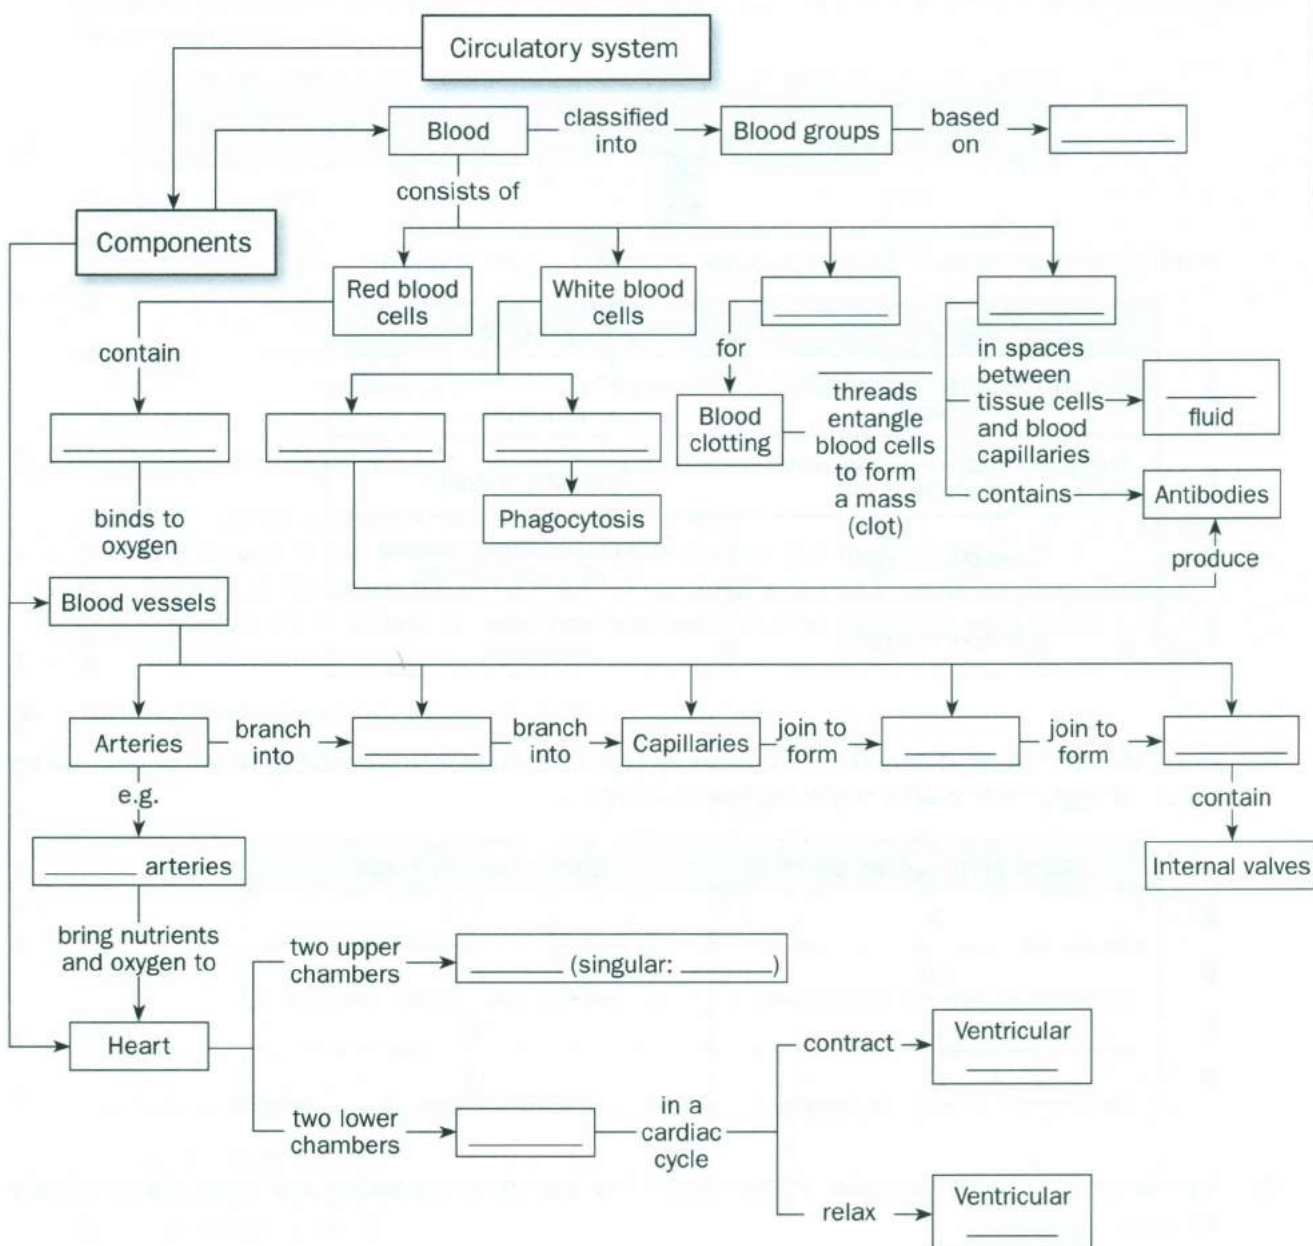 Circulatory system
Blood
classified
into
Blood groups
based
on
consists of
Components
Red blood
cells
White blood
cells
contain
for
Blood
clotting
threads
entangle
blood cells
to form
a mass
(clot)
in spaces
between
tissue cells
and blood
capillaries
fluid
contains
Antibodies
produce
Phagocytosis
binds to
oxygen
Blood vessels
Arteries
branch
into
branch
into
Capillaries
join to
form
join to
form
e.g.
contain
arteries
Internal valves
bring nutrients
and oxygen to
two upper
chambers
(singular: )
Heart
contract
Ventricular
two lower
chambers
in a
cardiac
cycle
relax
Ventricular